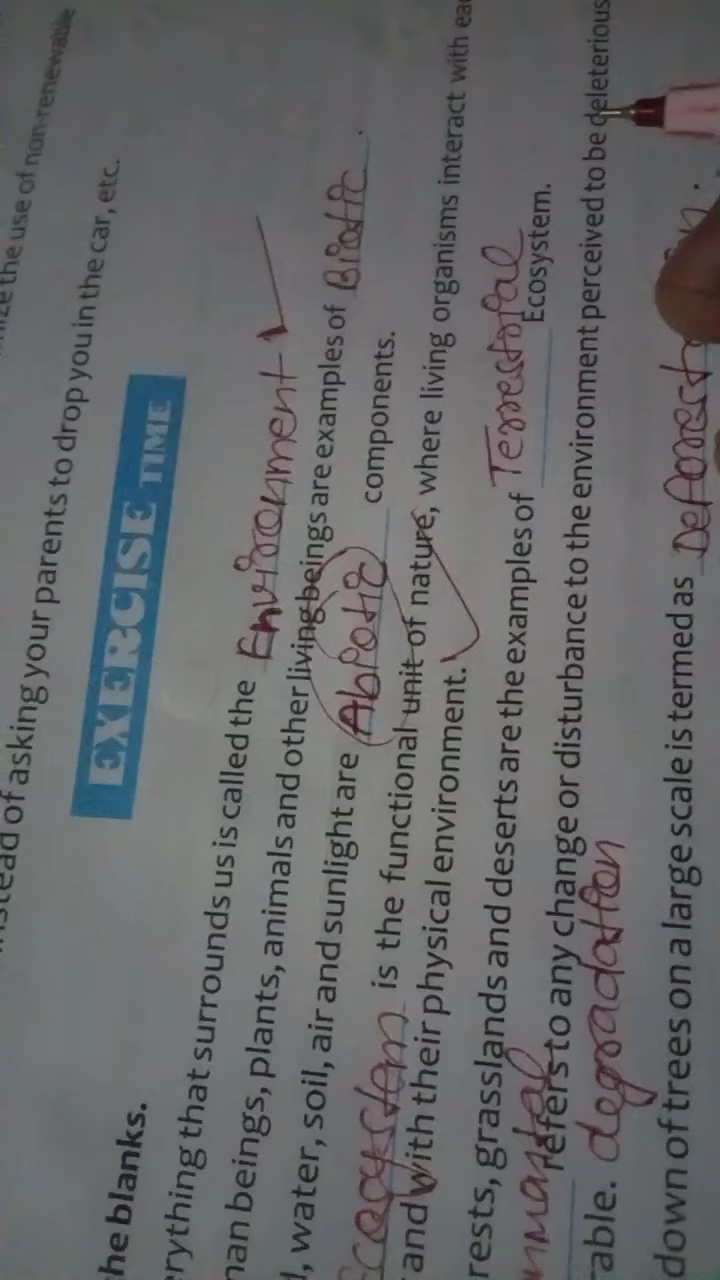 the use of non-renewable
of asking your parents to drop you in the car, etc.
EXERCISE TIME
he blanks.
erything that surrounds us is called the Environment
nan beings, plants, animals and other living beings are examples of Biotic.
l, water, soil, air and sunlight are Abiotic components.
Ecosystem is the functional unit of nature, where living organisms interact with ea
and with their physical environment.
rests, grasslands and deserts are the examples of Terrestorial Ecosystem.
refers to any change or disturbance to the environment perceived to be deleterious
able. degradation
down of trees on a large scale is termed as